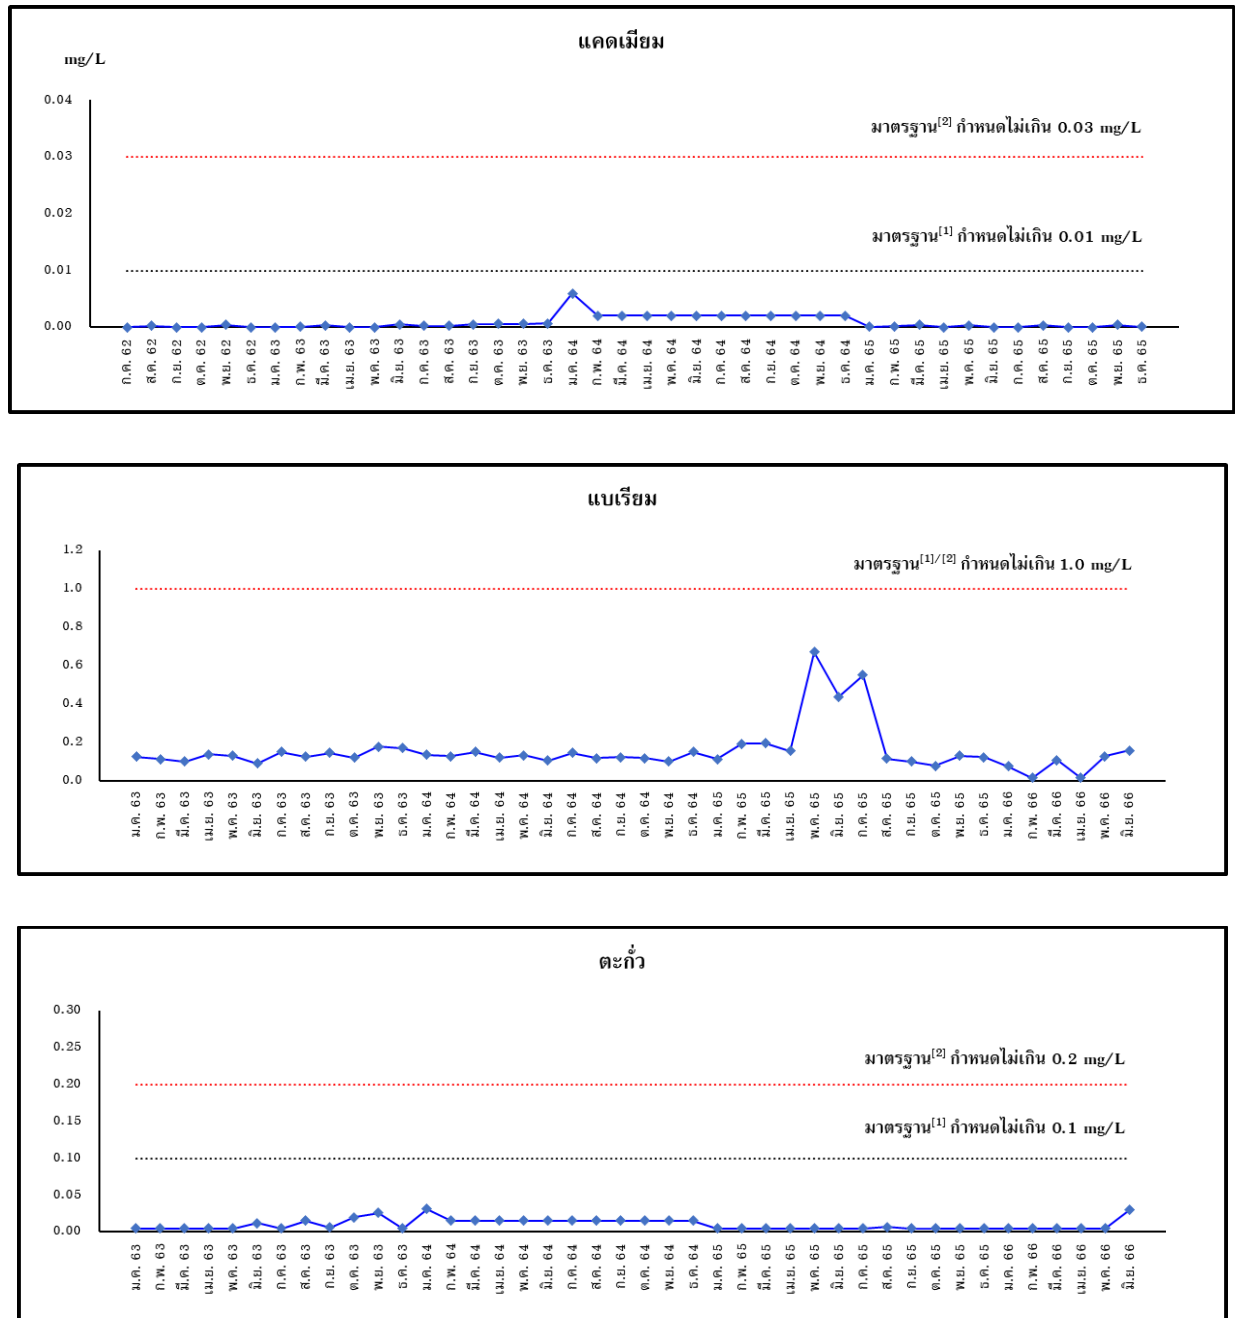 แคดเมียม
mg/L
0.04
มาตรฐาน[2] กำหนดไม่เกิน 0.03 mg/L
0.03
0.02
มาตรฐาน[1] กำหนดไม่เกิน 0.01 mg/L
0.01
0.00
ก.ค. 62 ส.ค. 62 ก.ย. 62 ต.ค. 62 พ.ย. 62 ธ.ค. 62 ม.ค. 63 ก.พ. 63 มี.ค. 63 เม.ย. 63 พ.ค. 63 มิ.ย. 63 ก.ค. 63 ส.ค. 63 ก.ย. 63 ต.ค. 63 พ.ย. 63 ธ.ค. 63 ม.ค. 64 ก.พ. 64 มี.ค. 64 เม.ย. 64 พ.ค. 64 มิ.ย. 64 ก.ค. 64 ส.ค. 64 ก.ย. 64 ต.ค. 64 พ.ย. 64 ธ.ค. 64 ม.ค. 65 ก.พ. 65 มี.ค. 65 เม.ย. 65 พ.ค. 65 มิ.ย. 65 ก.ค. 65 ส.ค. 65 ก.ย. 65 ต.ค. 65 พ.ย. 65 ธ.ค. 65
แบเรียม
1.2
มาตรฐาน[1]/[2] กำหนดไม่เกิน 1.0 mg/L
1.0
0.8
0.6
0.4
0.2
0.0
ม.ค. 63 ก.พ. 63 มี.ค. 63 เม.ย. 63 พ.ค. 63 มิ.ย. 63 ก.ค. 63 ส.ค. 63 ก.ย. 63 ต.ค. 63 พ.ย. 63 ธ.ค. 63 ม.ค. 64 ก.พ. 64 มี.ค. 64 เม.ย. 64 พ.ค. 64 มิ.ย. 64 ก.ค. 64 ส.ค. 64 ก.ย. 64 ต.ค. 64 พ.ย. 64 ธ.ค. 64 ม.ค. 65 ก.พ. 65 มี.ค. 65 เม.ย. 65 พ.ค. 65 มิ.ย. 65 ก.ค. 65 ส.ค. 65 ก.ย. 65 ต.ค. 65 พ.ย. 65 ธ.ค. 65 ม.ค. 66 ก.พ. 66 มี.ค. 66 เม.ย. 66 พ.ค. 66 มิ.ย. 66
ตะกั่ว
0.30
0.25
มาตรฐาน[2] กำหนดไม่เกิน 0.2 mg/L
0.20
0.15
มาตรฐาน[1] กำหนดไม่เกิน 0.1 mg/L
0.10
0.05
0.00
ม.ค. 63 ก.พ. 63 มี.ค. 63 เม.ย. 63 พ.ค. 63 มิ.ย. 63 ก.ค. 63 ส.ค. 63 ก.ย. 63 ต.ค. 63 พ.ย. 63 ธ.ค. 63 ม.ค. 64 ก.พ. 64 มี.ค. 64 เม.ย. 64 พ.ค. 64 มิ.ย. 64 ก.ค. 64 ส.ค. 64 ก.ย. 64 ต.ค. 64 พ.ย. 64 ธ.ค. 64 ม.ค. 65 ก.พ. 65 มี.ค. 65 เม.ย. 65 พ.ค. 65 มิ.ย. 65 ก.ค. 65 ส.ค. 65 ก.ย. 65 ต.ค. 65 พ.ย. 65 ธ.ค. 65 ม.ค. 66 ก.พ. 66 มี.ค. 66 เม.ย. 66 พ.ค. 66 มิ.ย. 66